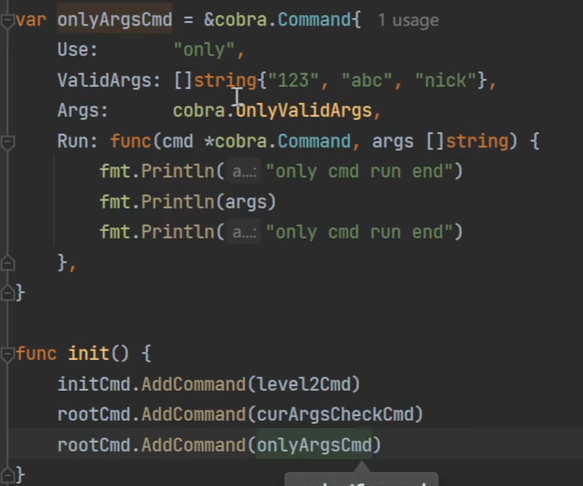 var onlyArgsCmd = &cobra.Command{ 1 usage
Use: "only",
ValidArgs: []string{"123", "abc", "nick"},
Args: cobra.OnlyValidArgs,
Run: func(cmd *cobra.Command, args []string) {
fmt.Println( a...: "only cmd run end")
fmt.Println(args)
fmt.Println( a...: "only cmd run end")
},
}
func init() {
initCmd.AddCommand(level2Cmd)
rootCmd.AddCommand(curArgsCheckCmd)
rootCmd.AddCommand(onlyArgsCmd)
}